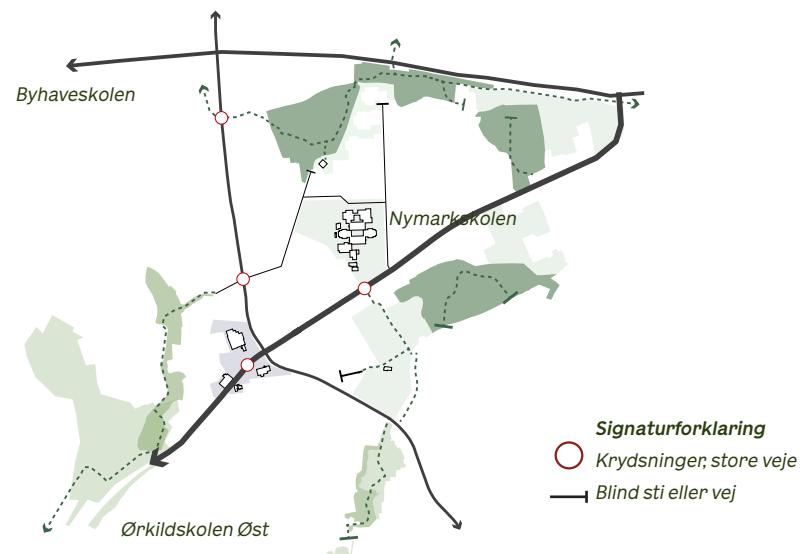 Byhaveskolen
Nymarkskolen
Signaturforklaring
Krydsninger, store veje
Blind sti eller vej
Ørkildskolen Øst